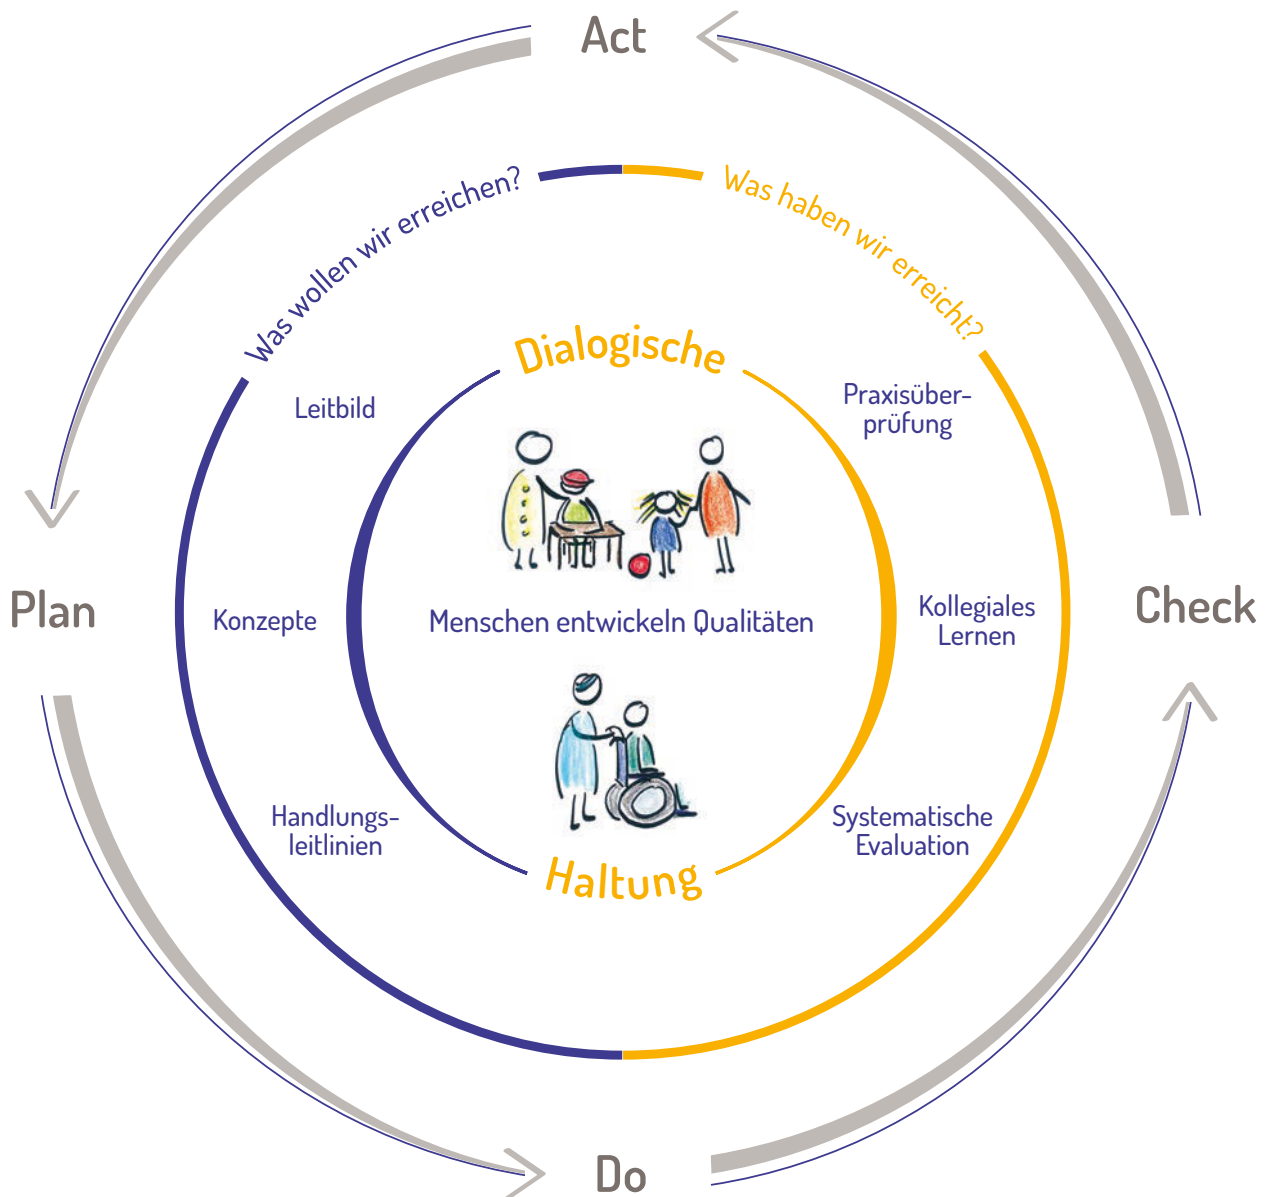 Act
Was wollen wir erreichen?
Was haben wir erreicht?
Dialogische
Leitbild
Praxisüber-
prüfung
Plan
Konzepte
Menschen entwickeln Qualitäten
Kollegiales
Lernen
Check
Handlungs-
leitlinien
Systematische
Evaluation
Haltung
Do